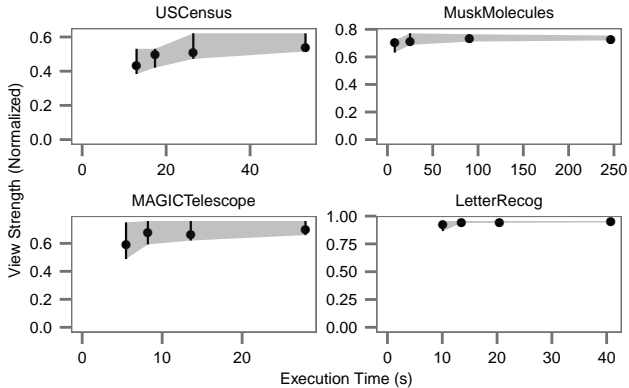 USCensus
MuskMolecules
0.6
0.4
0.2
0.0
0 20 40
0.8
0.6
0.4
0.2
0.0
0 50 100 150 200 250
View Strength (Normalized)
MAGICTelescope
LetterRecog
0.6
0.4
0.2
0.0
0 10 20
1.00
0.75
0.50
0.25
0.00
0 10 20 30 40
Execution Time (s)